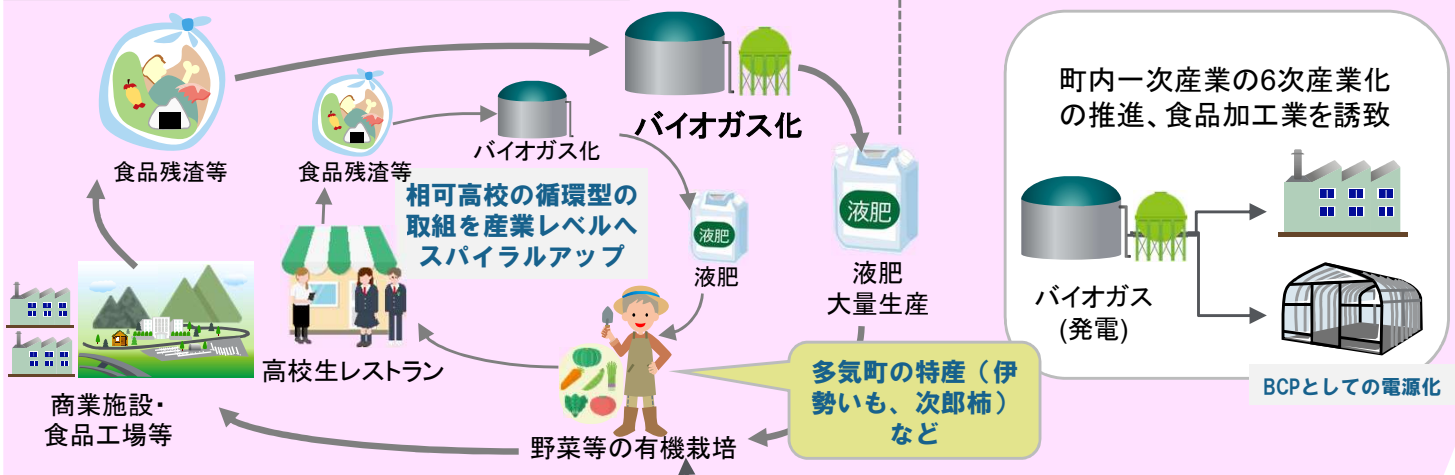 食品残渣等
食品残渣等
バイオガス化
バイオガス化
相可高校の循環型の
取組を産業レベルへ
スパイラルアップ
液肥
液肥
液肥
液肥
大量生産
高校生レストラン
商業施設・
食品工場等
野菜等の有機栽培
多気町の特産（伊
勢いも、次郎柿）
など
町内一次産業の6次産業化
の推進、食品加工業を誘致
バイオガス
(発電)
BCPとしての電源化